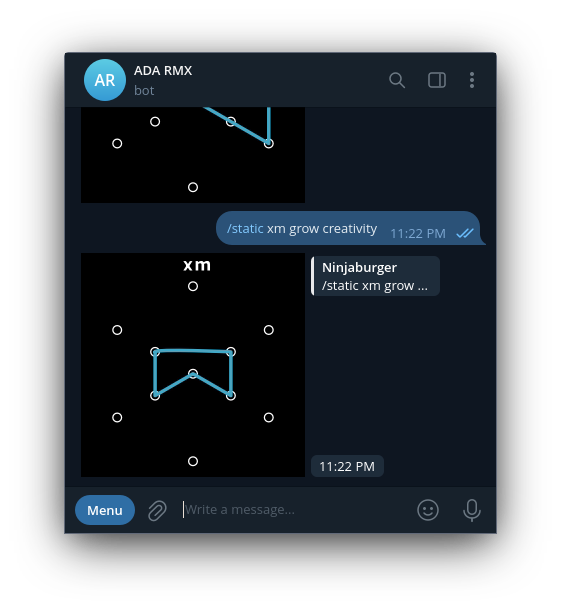 AR
ADA RMX
bot
/static xm grow creativity 11:22 PM
xm
Ninjaburger
/static xm grow ...
11:22 PM
Menu
Write a message...